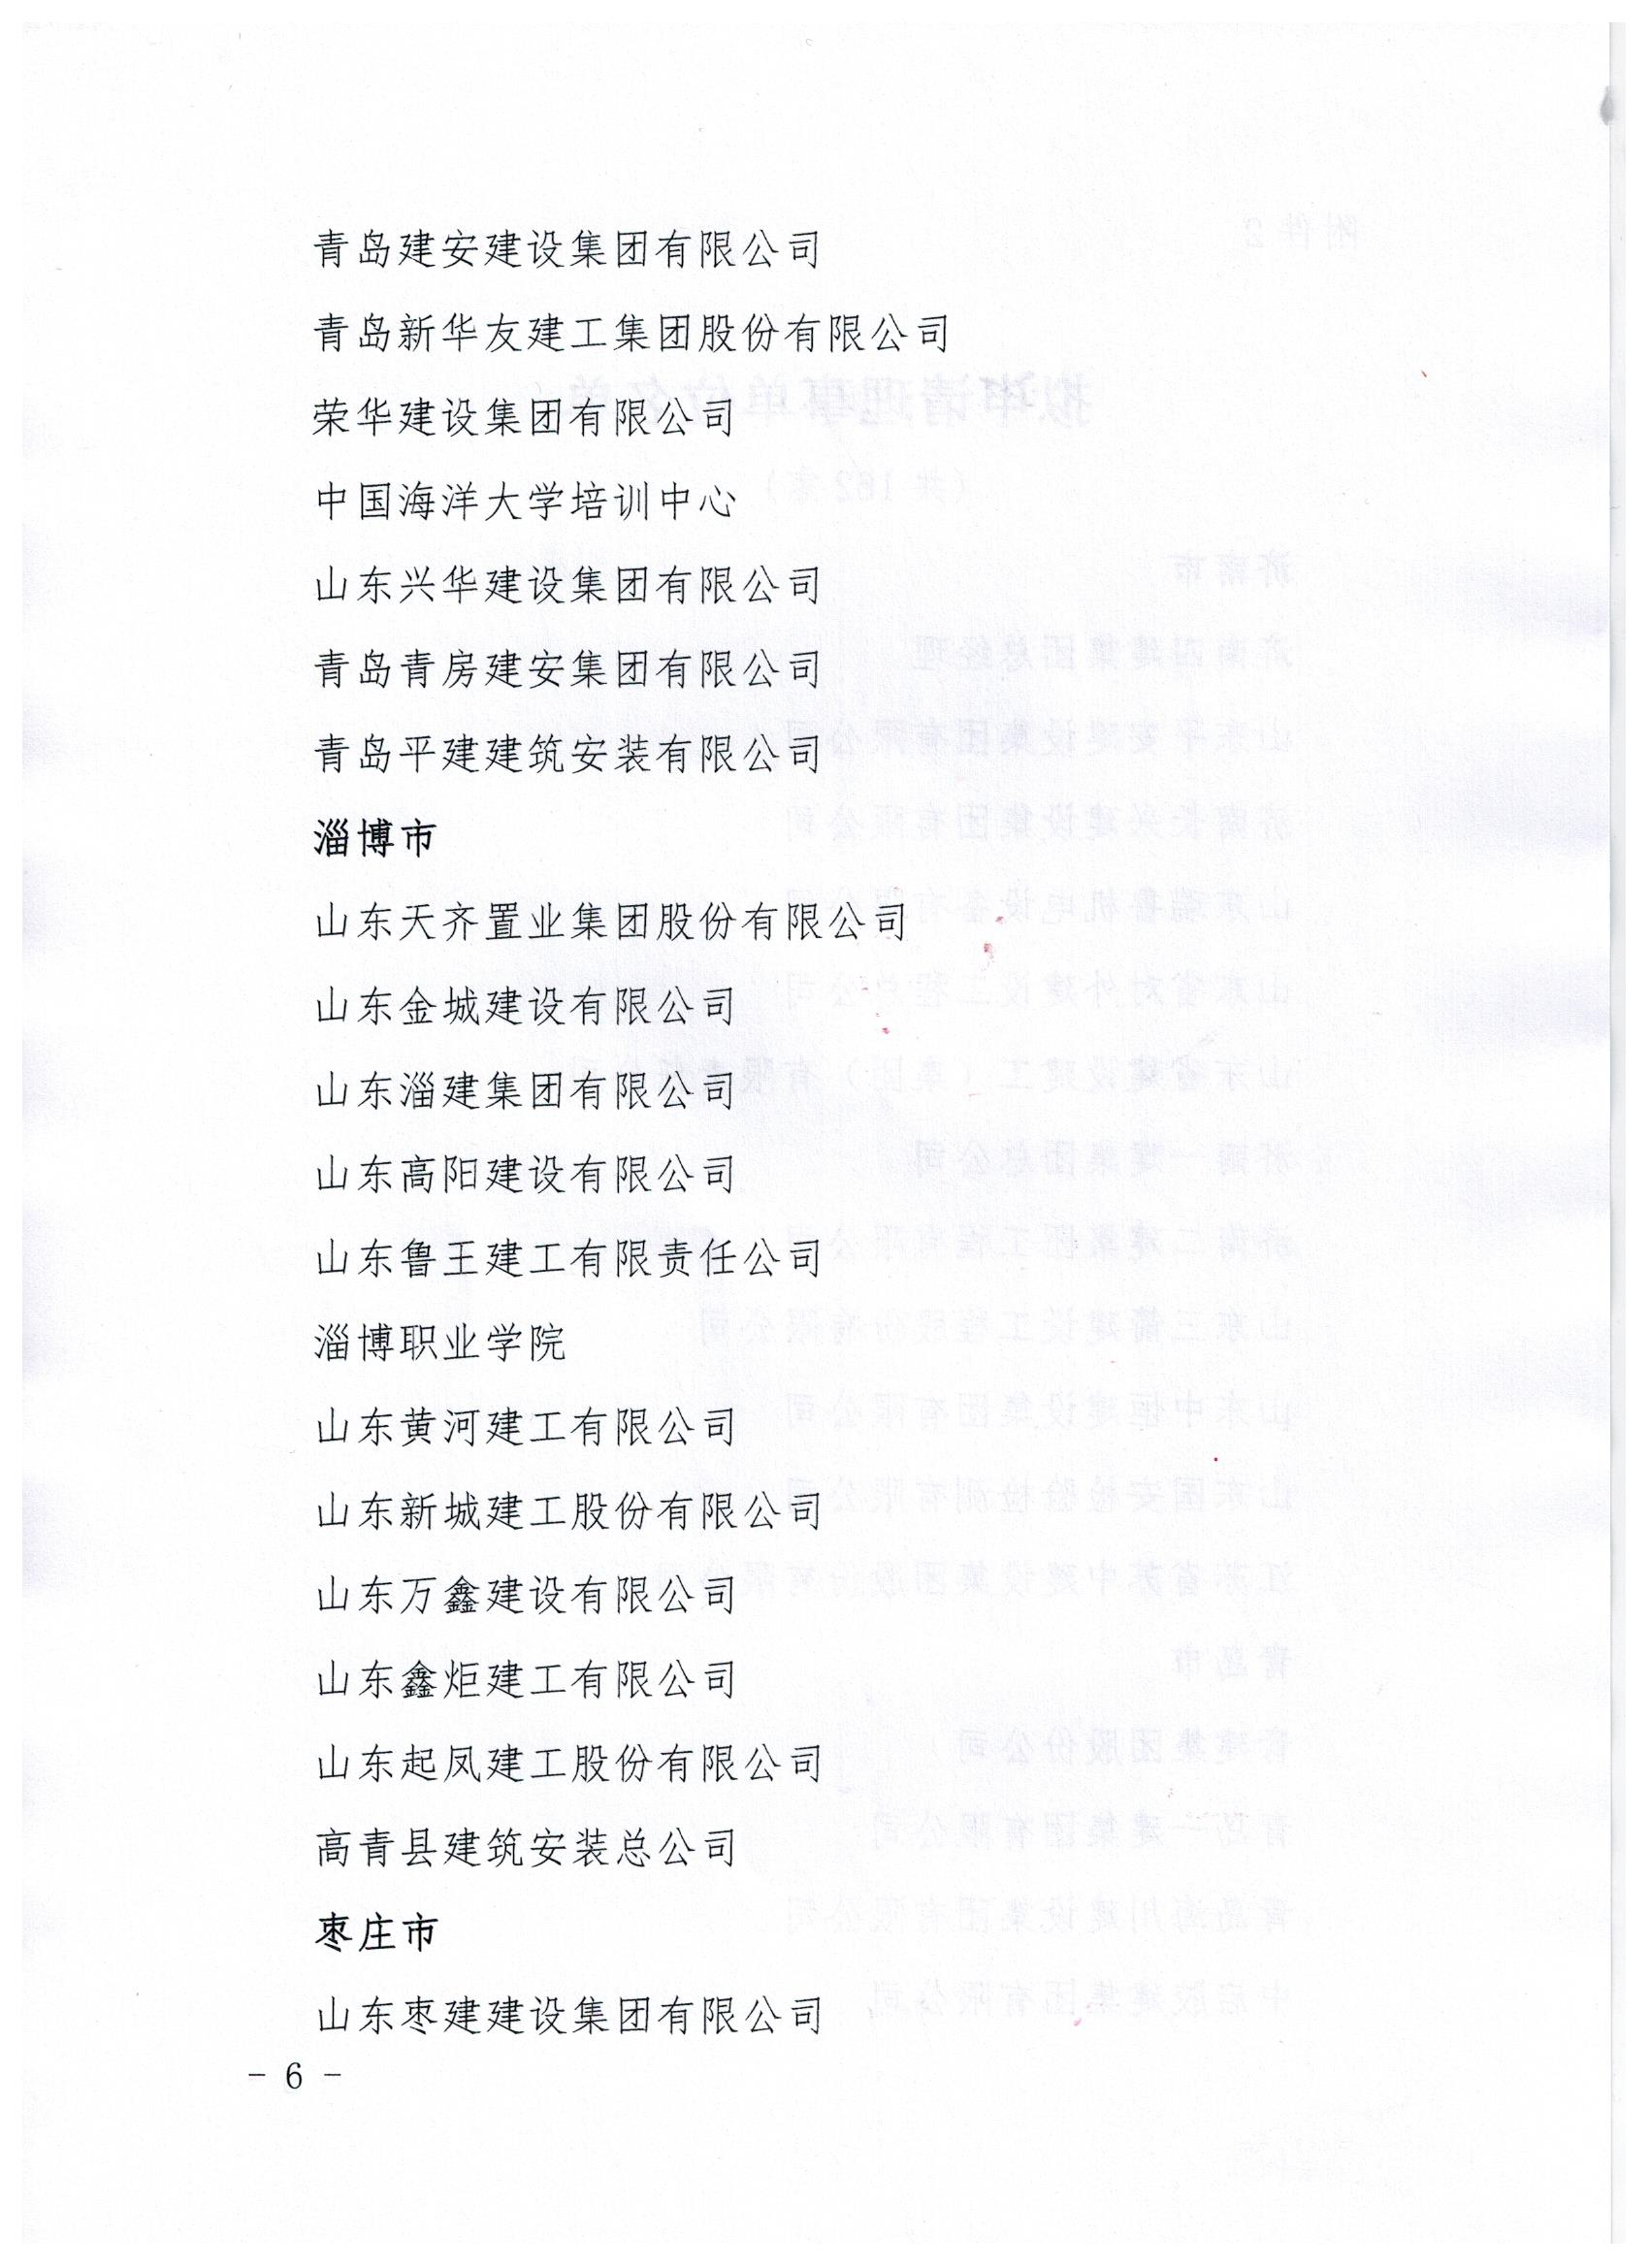 青岛建安建设集团有限公司
青岛新华友建工集团股份有限公司
荣华建设集团有限公司
中国海洋大学培训中心
山东兴华建设集团有限公司
青岛青房建安集团有限公司
青岛平建建筑安装有限公司
淄博市
山东天齐置业集团股份有限公司
山东金城建设有限公司
山东淄建集团有限公司
山东高阳建设有限公司
山东鲁王建工有限责任公司
淄博职业学院
山东黄河建工有限公司
山东新城建工股份有限公司
山东万鑫建设有限公司
山东鑫炬建工有限公司
山东起凤建工股份有限公司
高青县建筑安装总公司
枣庄市
山东枣建建设集团有限公司
- 6 -